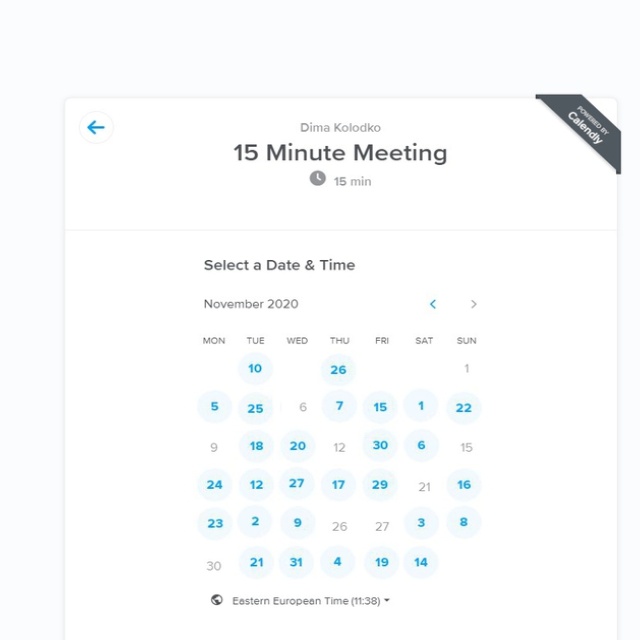 POWERED BY
Calendly
Dima Kolodko
15 Minute Meeting
15 min
Select a Date & Time
November 2020
MON TUE WED THU FRI SAT SUN
10 26 1
5 25 6 7 15 1 22
9 18 20 12 30 6 15
24 12 27 17 29 21 16
23 2 9 26 27 3 8
30 21 31 4 19 14
Eastern European Time (11:38)